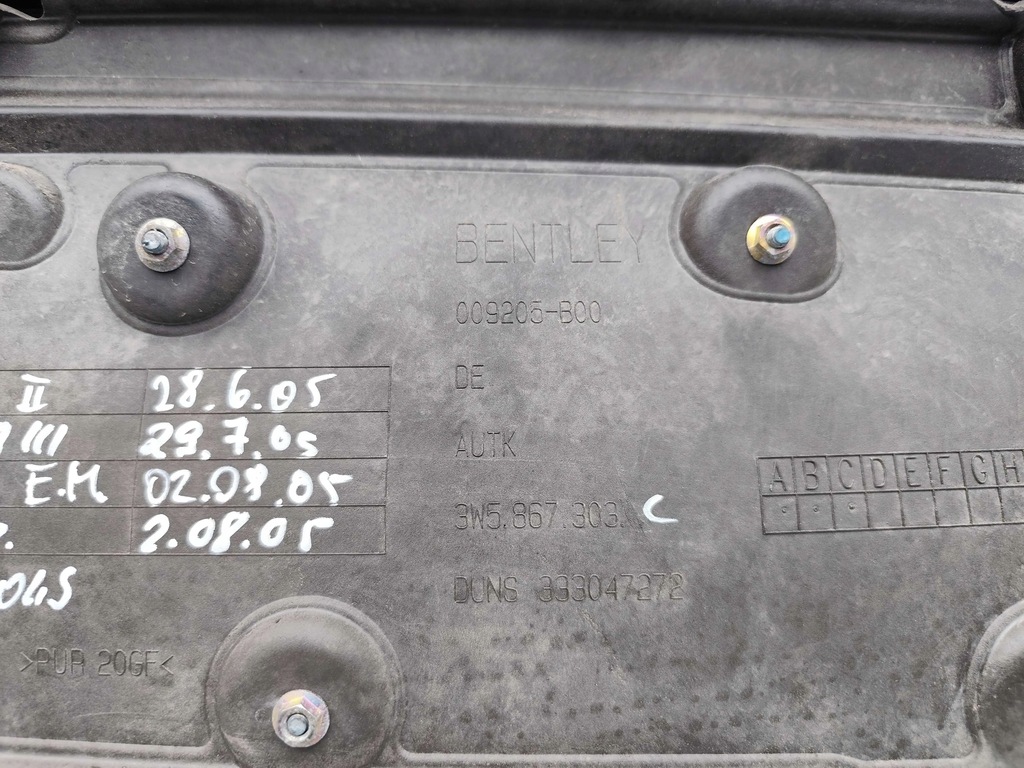 BENTLEY
009205-B00
DE
AUTK
3W5.867.303. C
DUNS 333047272
II 28.6.05
III 29.7.05
E.M. 02.08.05
2.08.05
>PUR 20GF<
A B C D E F G H